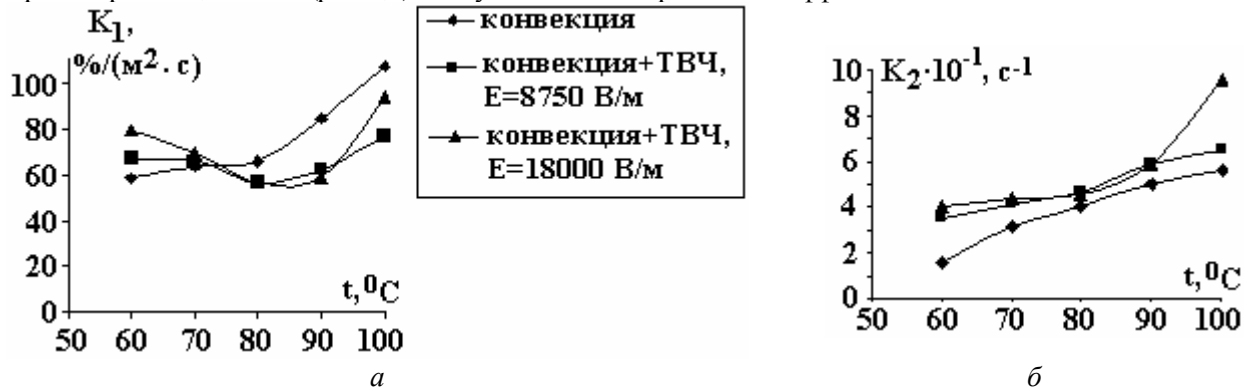 K₁,
%/(м² · с)
100
80
60
40
20
0
50 60 70 80 90 100
t, ⁰C
а
конвекция
конвекция+ТВЧ,
E=8750 В/м
конвекция+ТВЧ,
E=18000 В/м
K₂·10⁻¹, с⁻¹
10
8
6
4
2
0
50 60 70 80 90 100
t, ⁰C
б